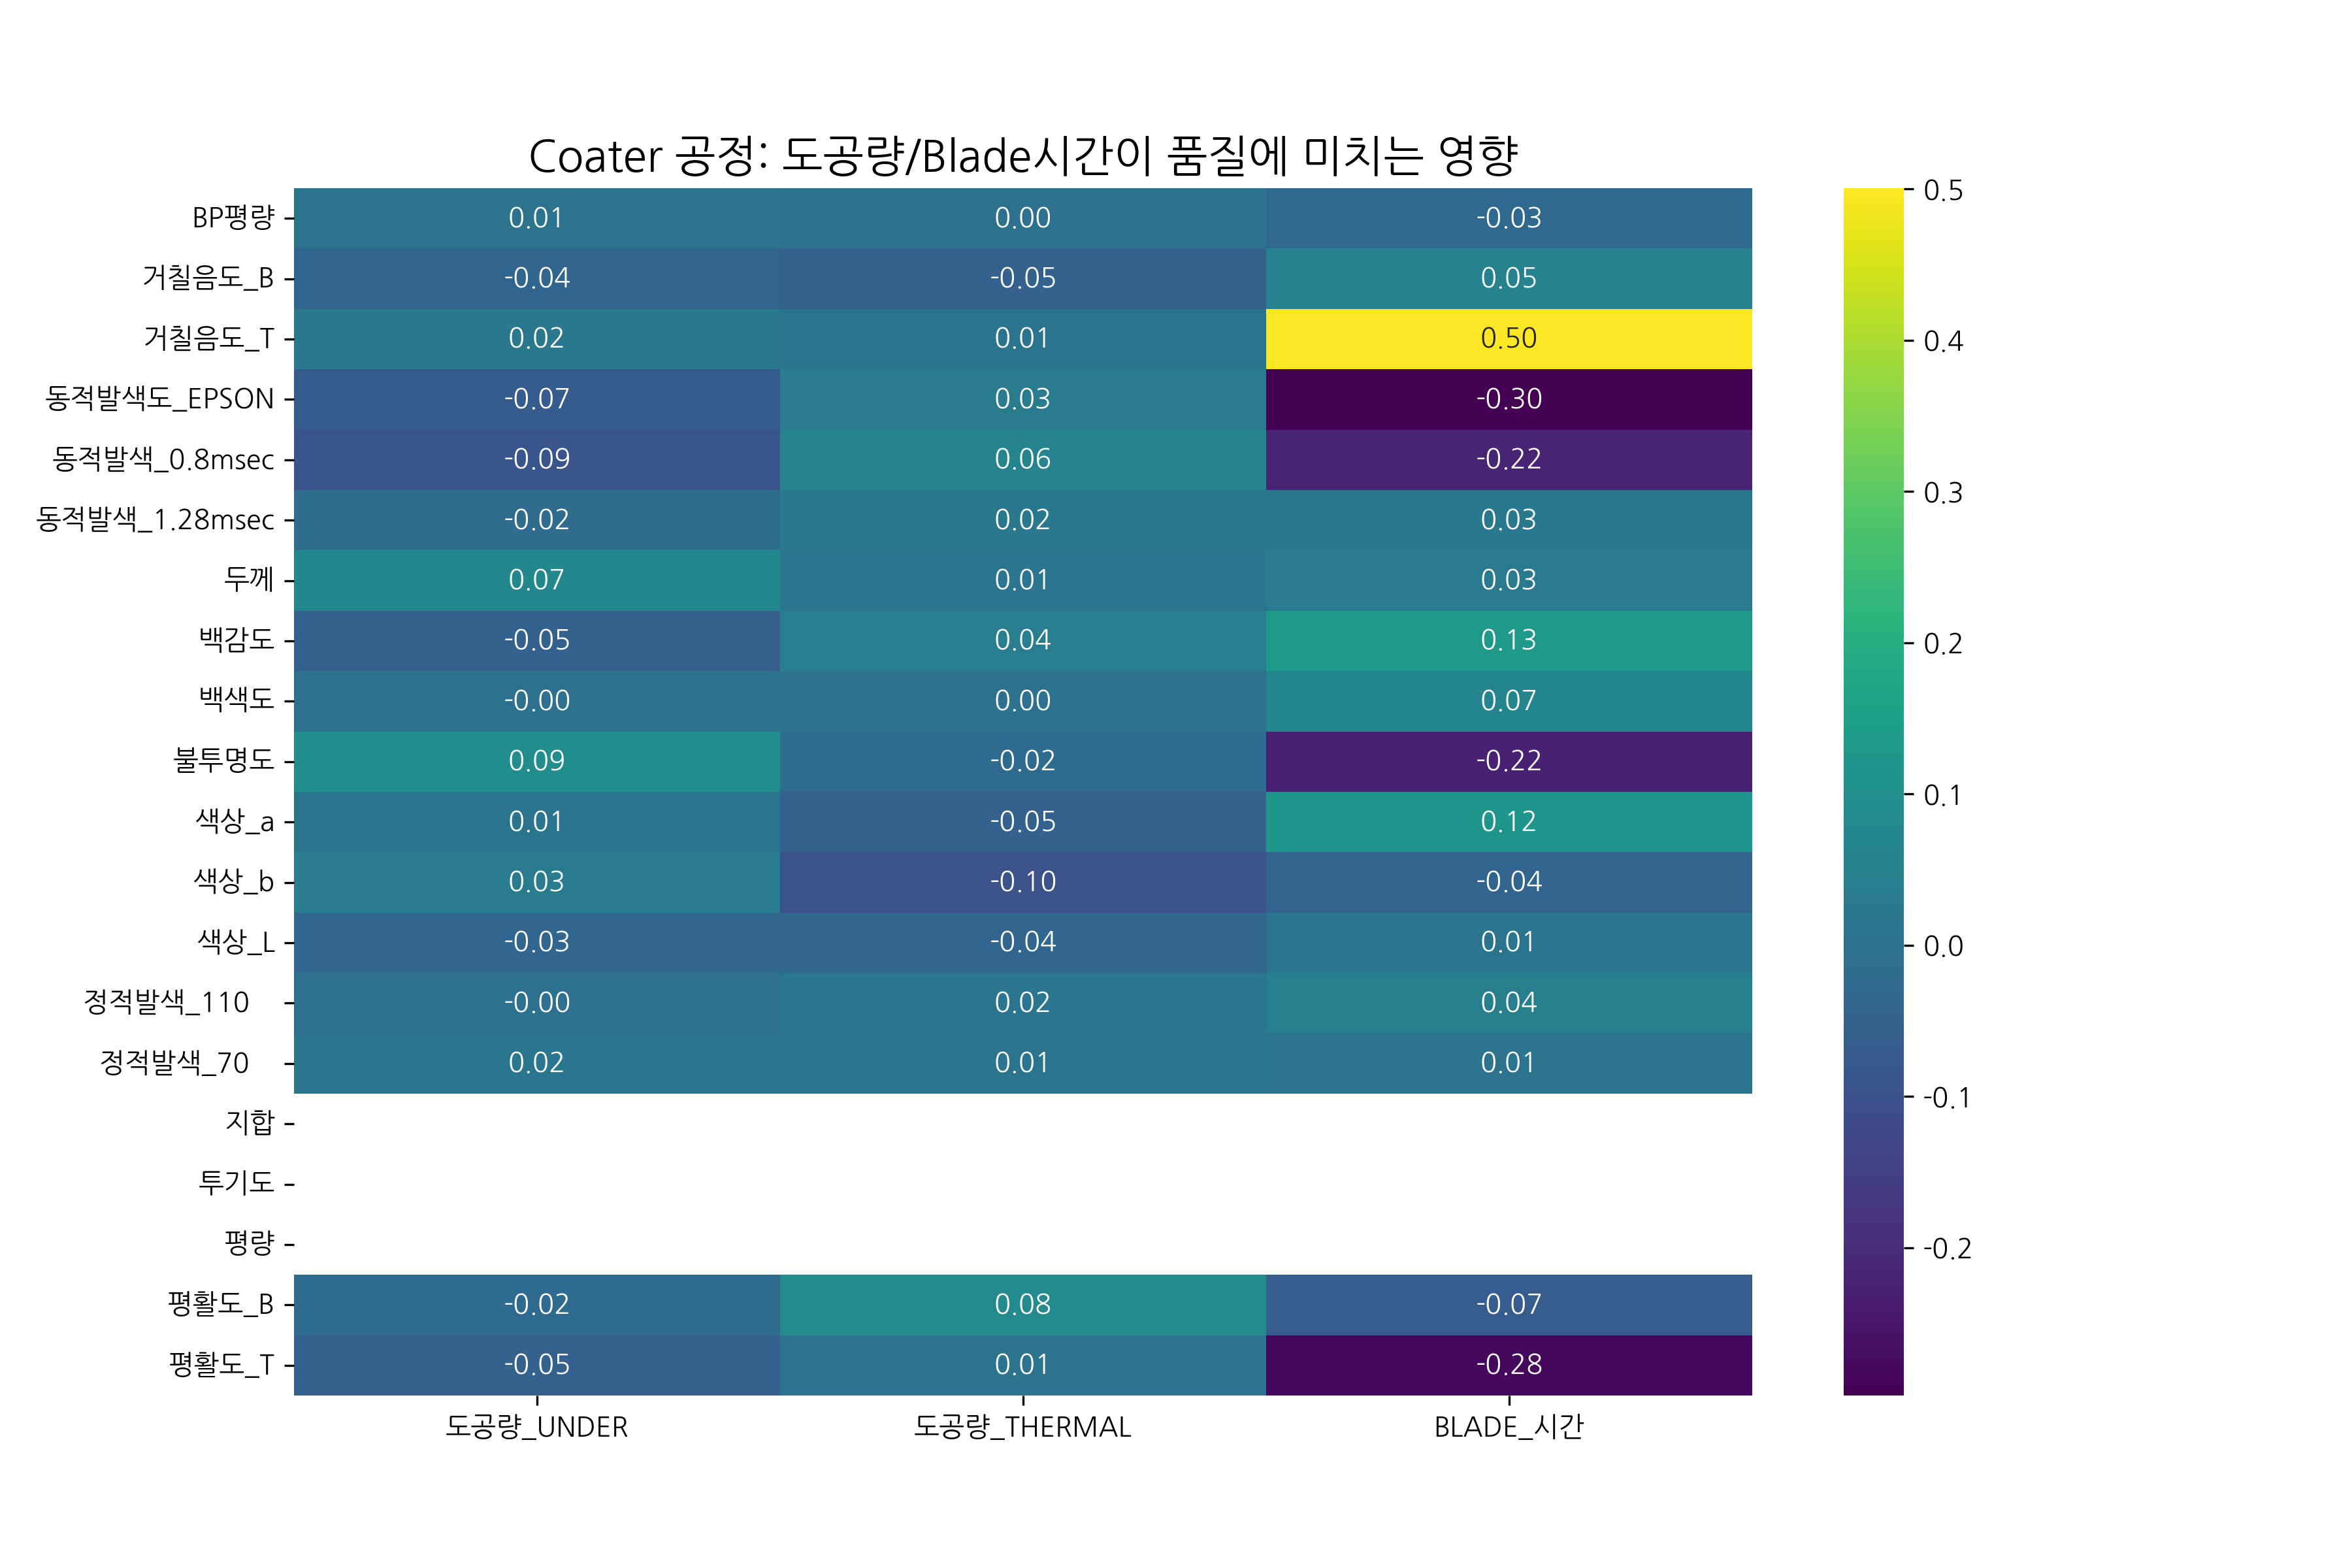 Coater 공정: 도공량/Blade시간이 품질에 미치는 영향
BP평량 0.01 0.00 -0.03
거칠음도_B -0.04 -0.05 0.05
거칠음도_T 0.02 0.01 0.50
동적발색도_EPSON -0.07 0.03 -0.30
동적발색_0.8msec -0.09 0.06 -0.22
동적발색_1.28msec -0.02 0.02 0.03
두께 0.07 0.01 0.03
백감도 -0.05 0.04 0.13
백색도 -0.00 0.00 0.07
불투명도 0.09 -0.02 -0.22
색상_a 0.01 -0.05 0.12
색상_b 0.03 -0.10 -0.04
색상_L -0.03 -0.04 0.01
정적발색_110 -0.00 0.02 0.04
정적발색_70 0.02 0.01 0.01
지합
투기도
평량
평활도_B -0.02 0.08 -0.07
평활도_T -0.05 0.01 -0.28
도공량_UNDER 도공량_THERMAL BLADE_시간
0.5
0.4
0.3
0.2
0.1
0.0
-0.1
-0.2